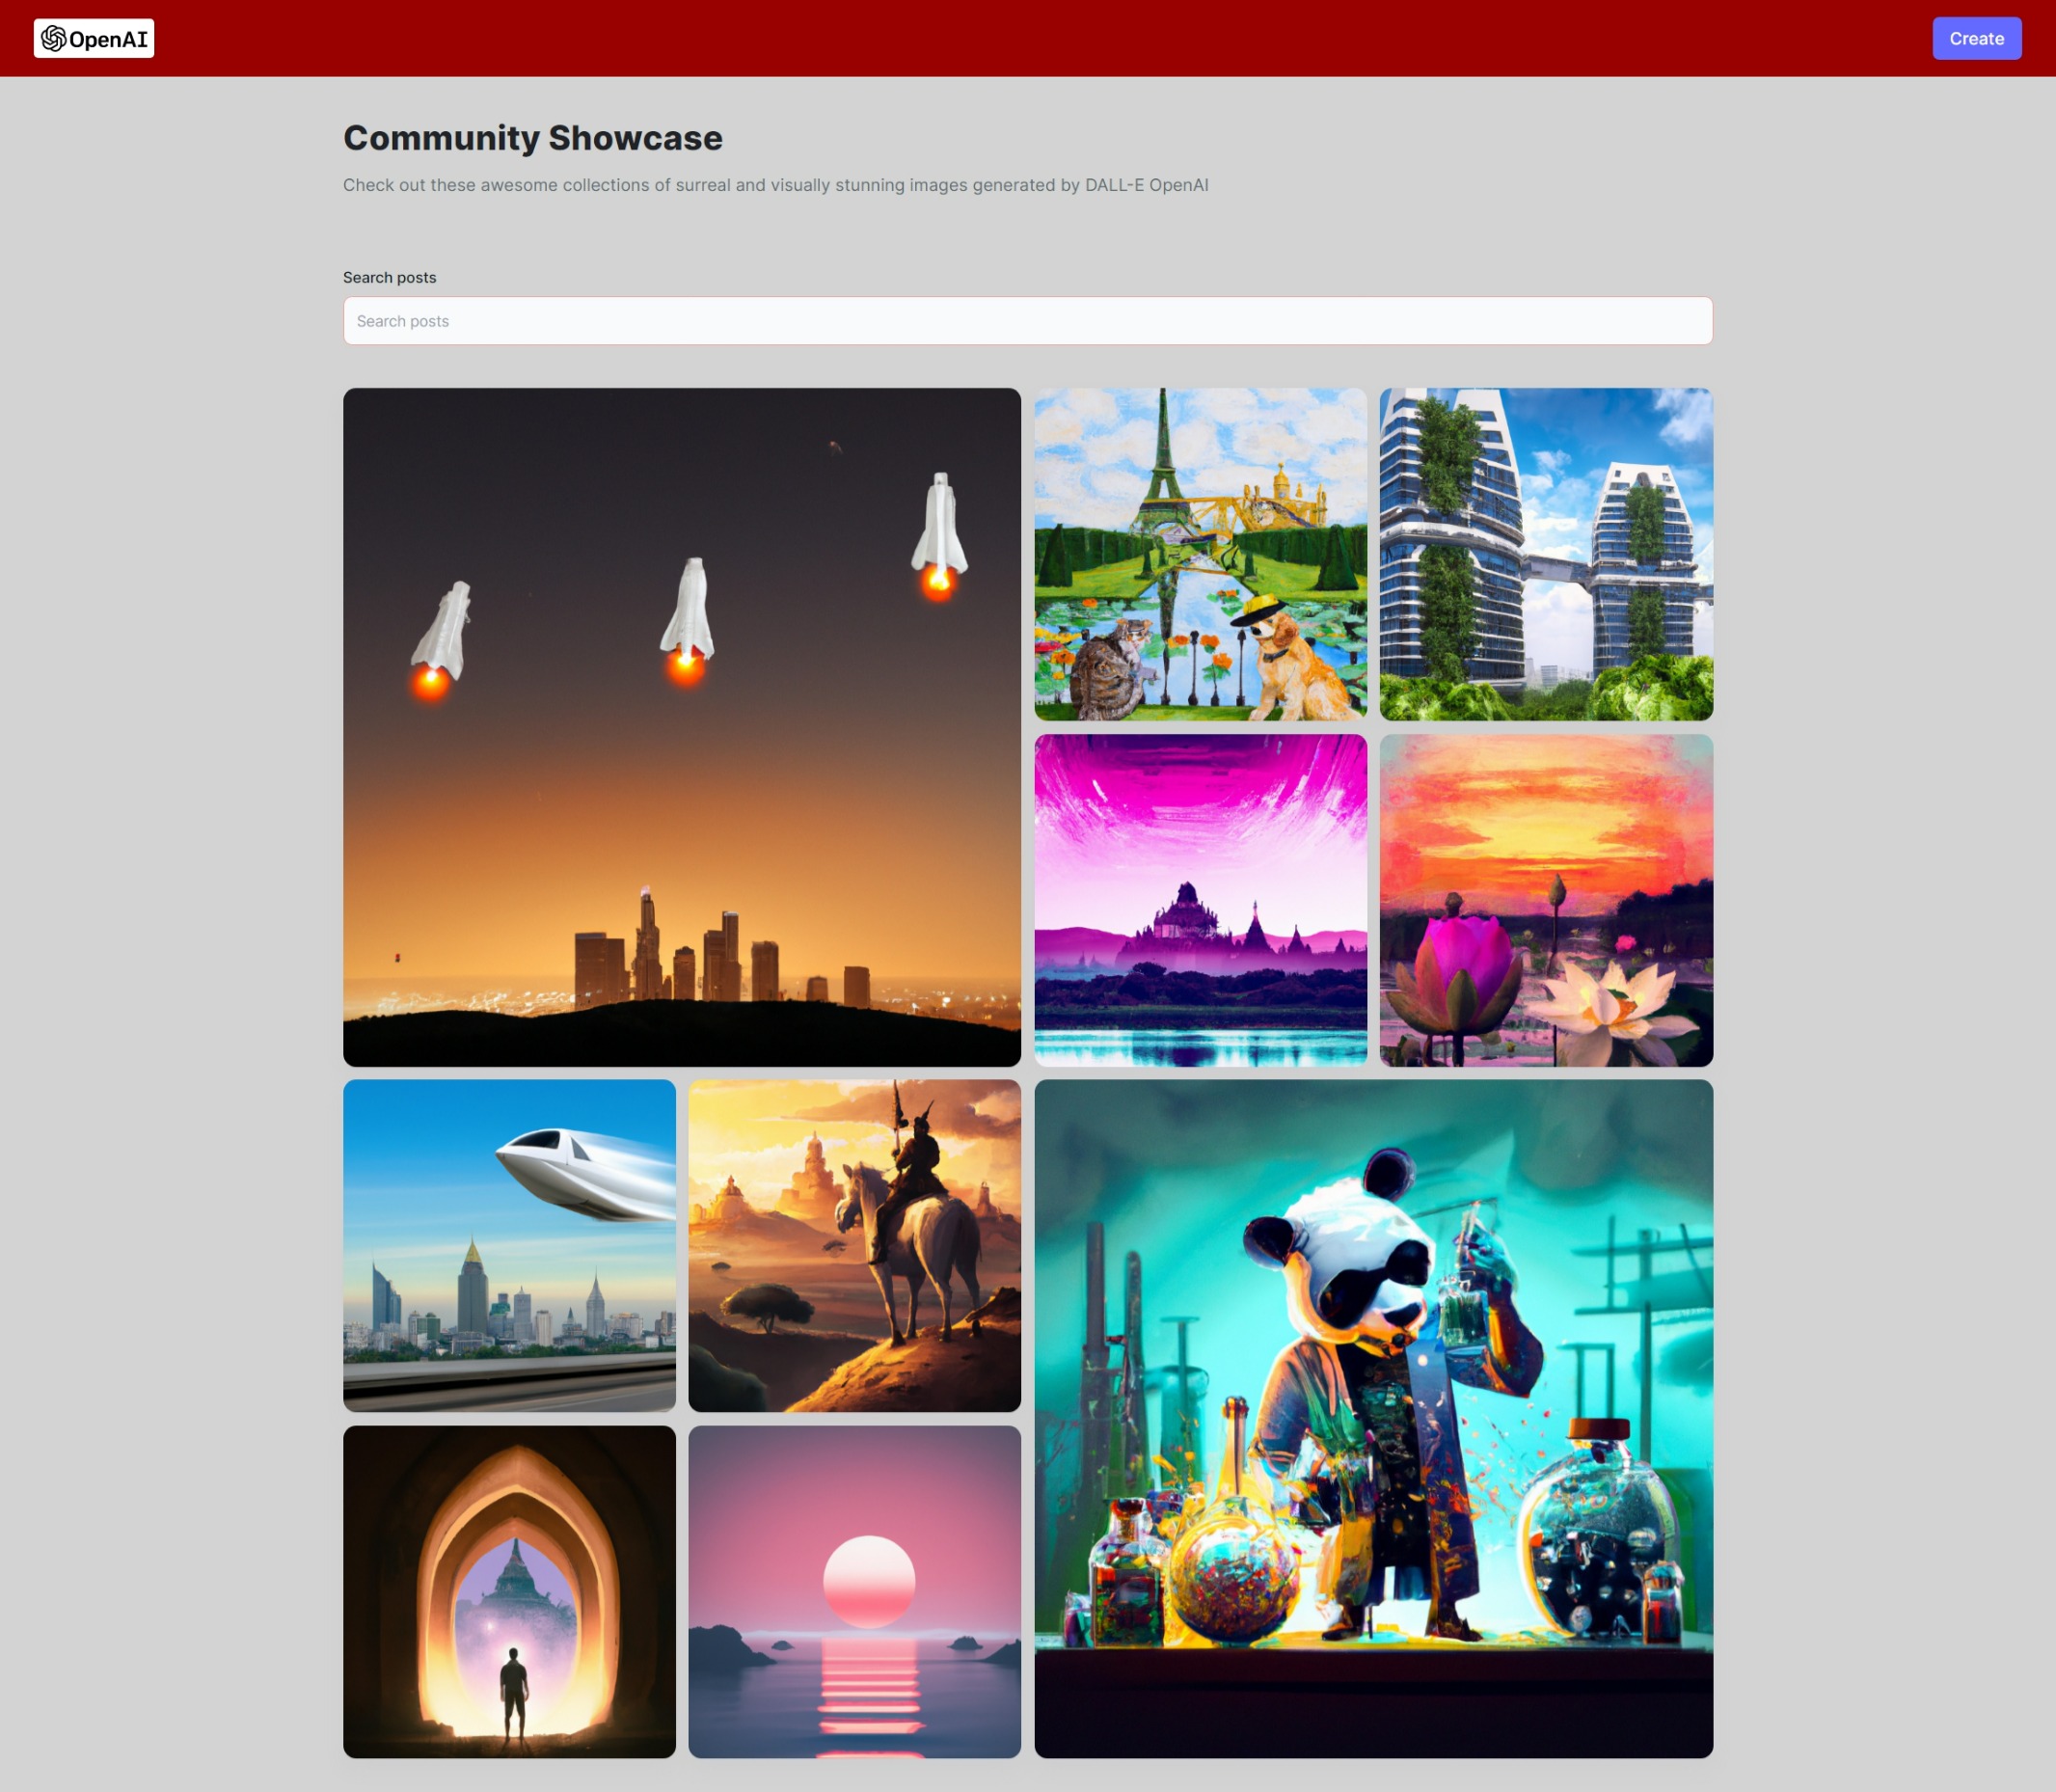 OpenAI
Create
Community Showcase
Check out these awesome collections of surreal and visually stunning images generated by DALL-E OpenAI
Search posts
Search posts